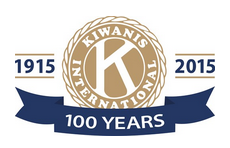 KIWANIS
1915 K 2015
INTERNATIONAL
100 YEARS